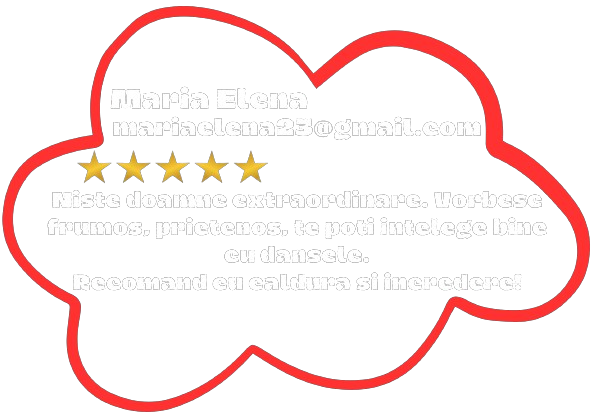 Maria Elena
mariaelena23@gmail.com
Niste doamne extraordinare. Vorbesc
frumos, prietenos, te poti intelege bine
cu dansele.
Recomand cu caldura si incredere!